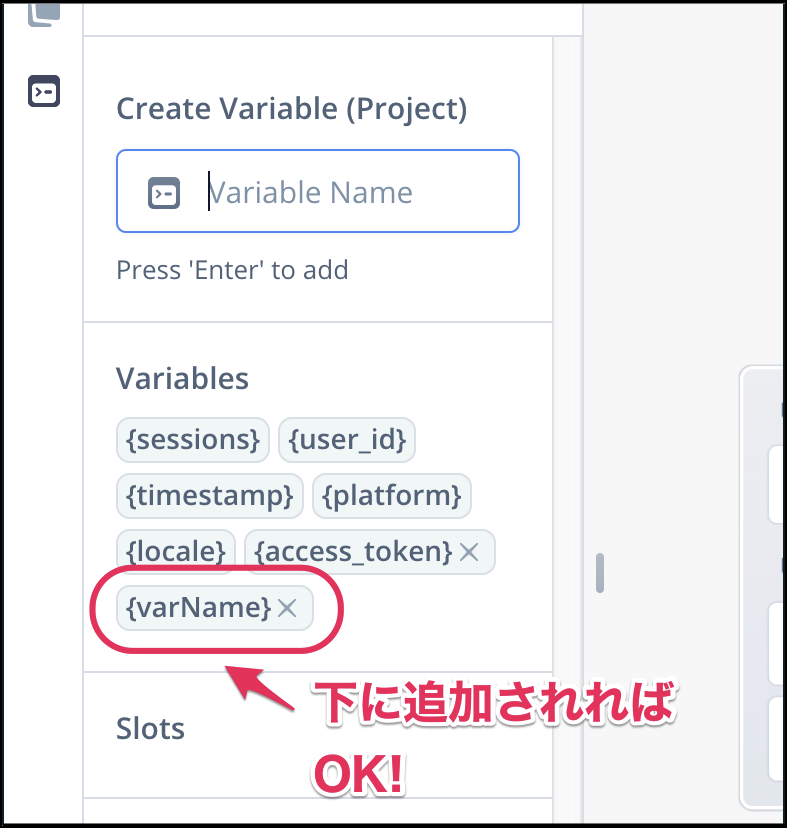 Create Variable (Project)
Variable Name
Press 'Enter' to add
Variables
{sessions} {user_id}
{timestamp} {platform}
{locale} {access_token}
{varName}
下に追加されれば
OK!
Slots